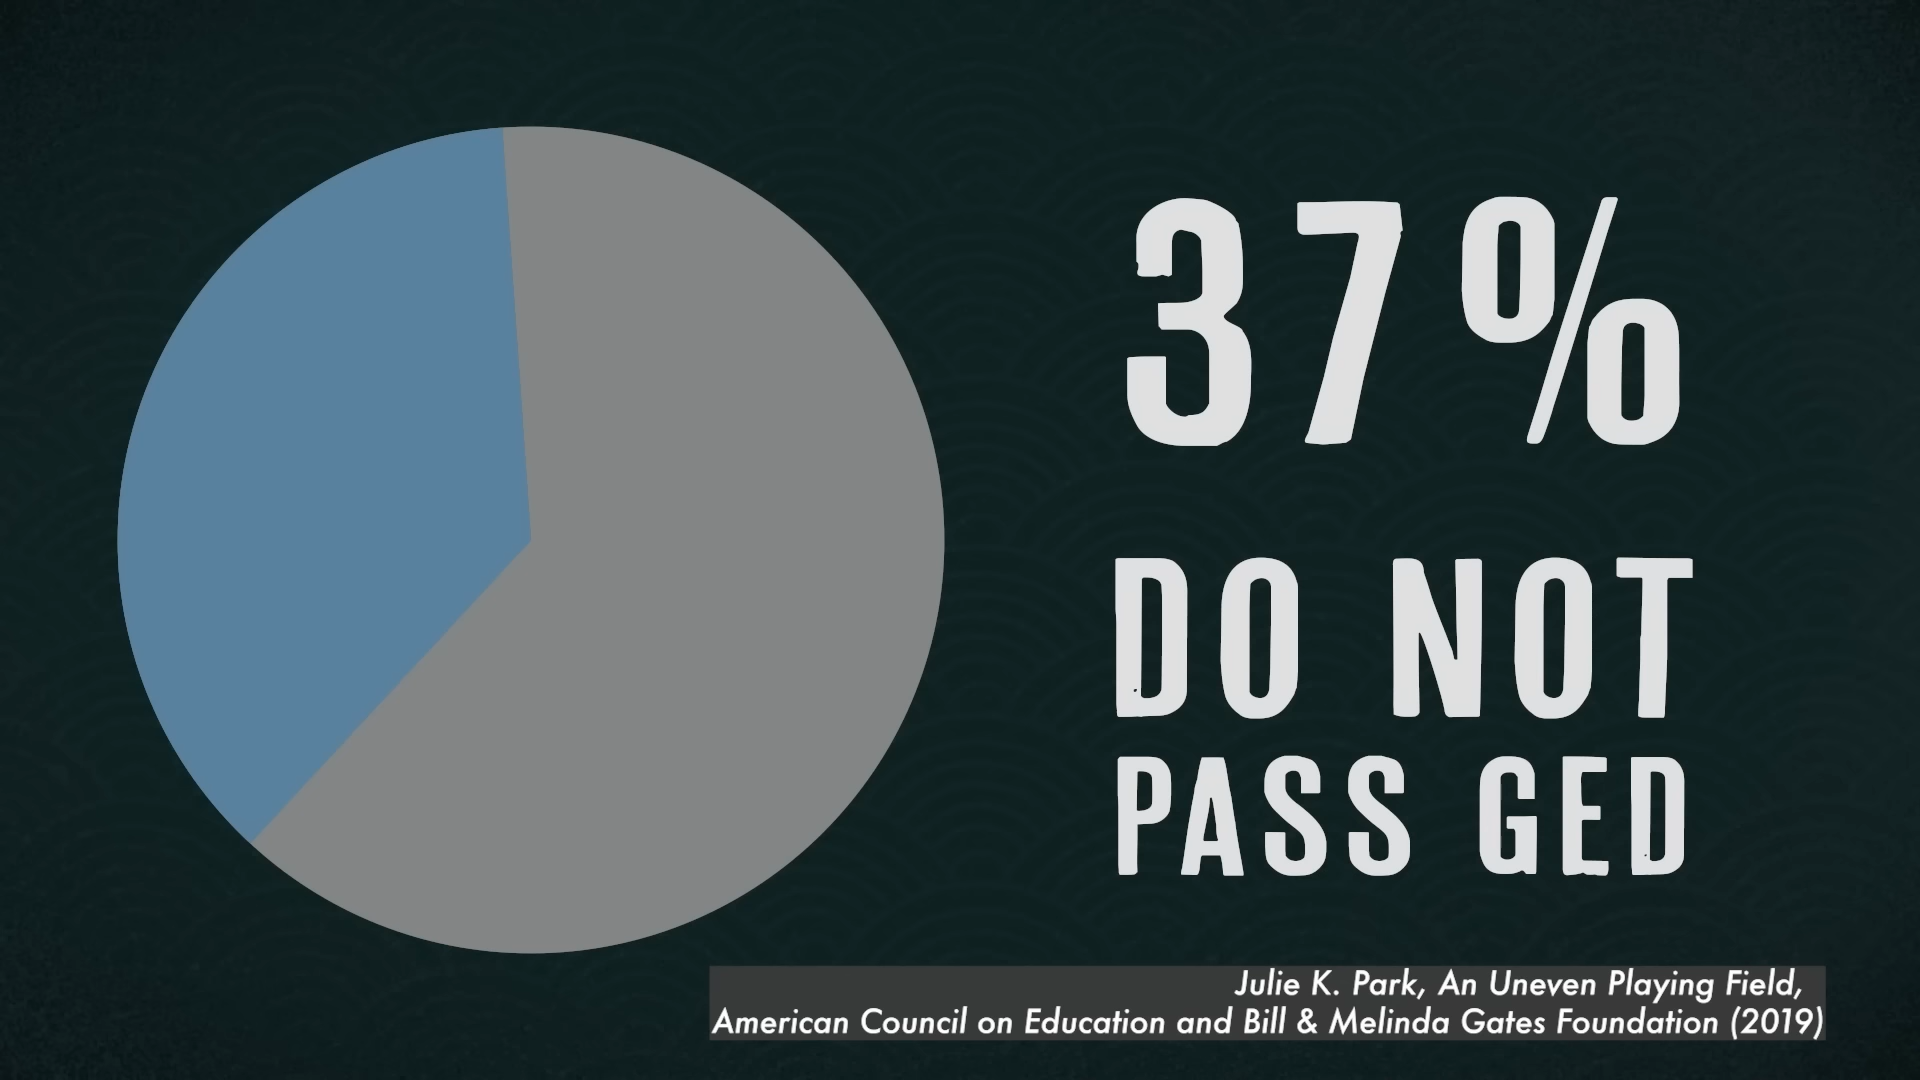 37%
DO NOT
PASS GED
Julie K. Park, An Uneven Playing Field,
American Council on Education and Bill & Melinda Gates Foundation (2019)